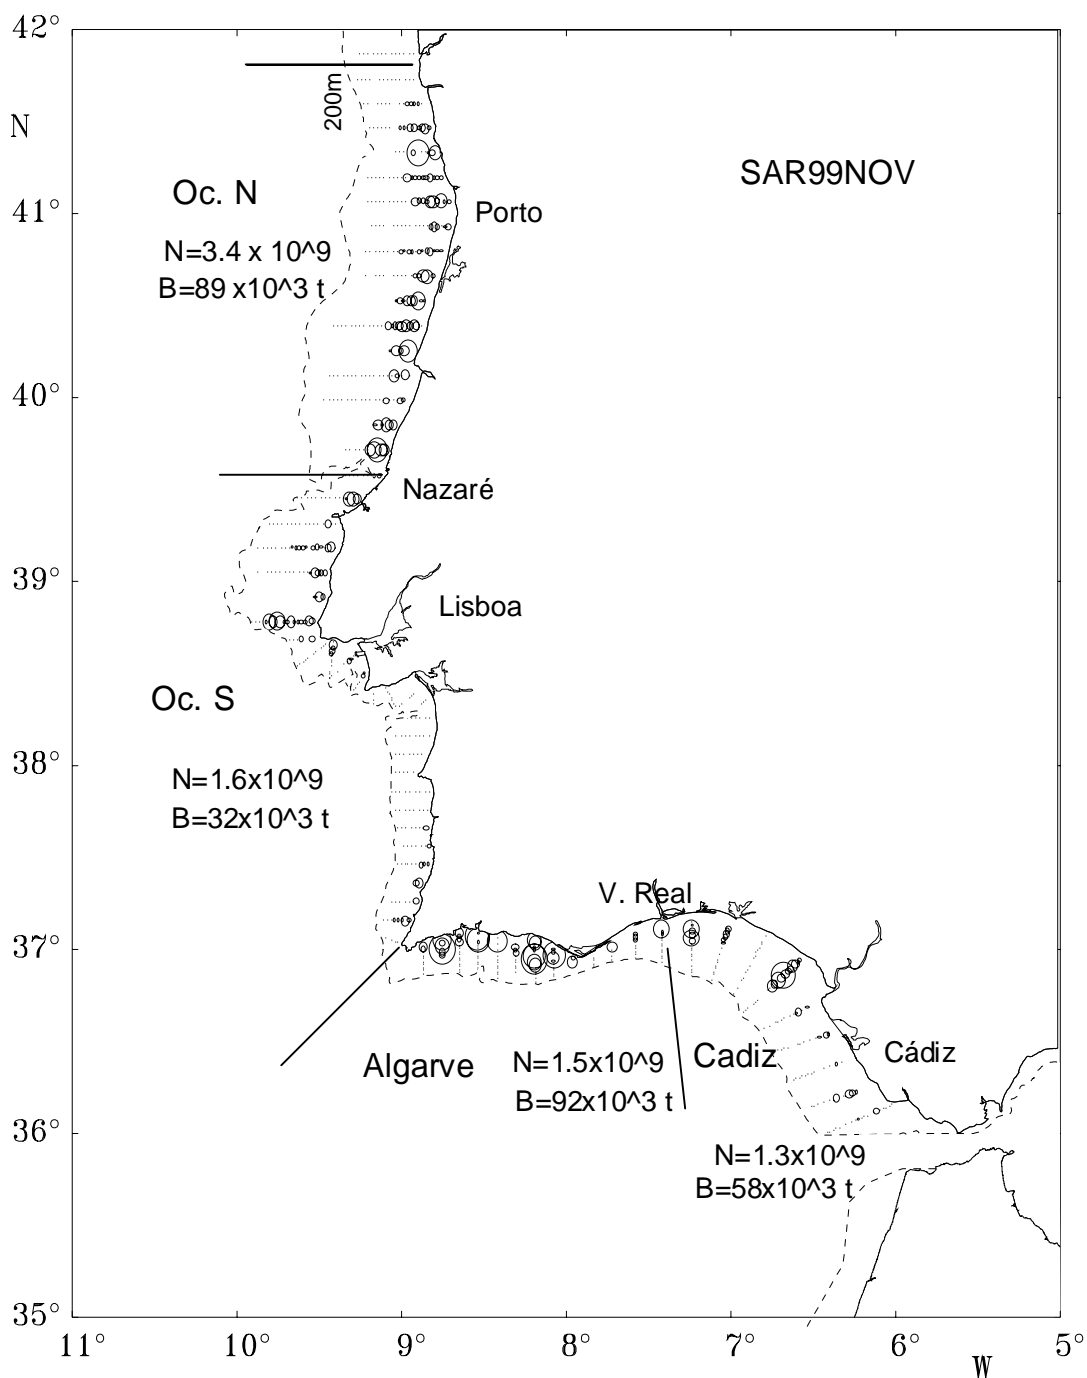 42°
200m
N
SAR99NOV
Oc. N
41°
Porto
N=3.4 x 10^9
B=89 x10^3 t
40°
Nazaré
39°
Lisboa
Oc. S
38°
N=1.6x10^9
B=32x10^3 t
V. Real
37°
Algarve
N=1.5x10^9
B=92x10^3 t
Cadiz
Cádiz
36°
N=1.3x10^9
B=58x10^3 t
35°
11° 10° 9° 8° 7° 6° 5°
W